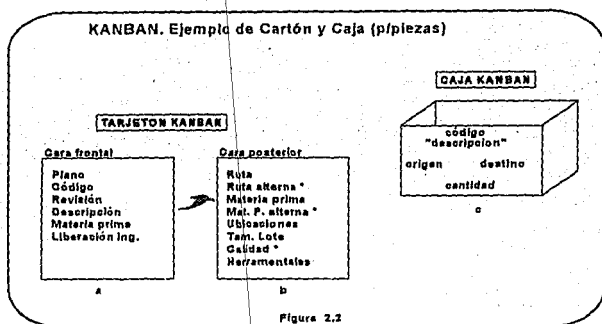 KANBAN. Ejemplo de Cartón y Caja (p/piezas)
TARJETON KANBAN
Cara frontal
Plano
Código
Revisión
Descripción
Materia prima
Liberación Ing.
a
Cara posterior
Ruta
Ruta alterna *
Materia prima
Mat. P. alterna *
Ubicaciones
Tam. Lote
Calidad *
Herramentales
b
CAJA KANBAN
código
"descripcion"
origen destino
cantidad
c
Figura 2.2